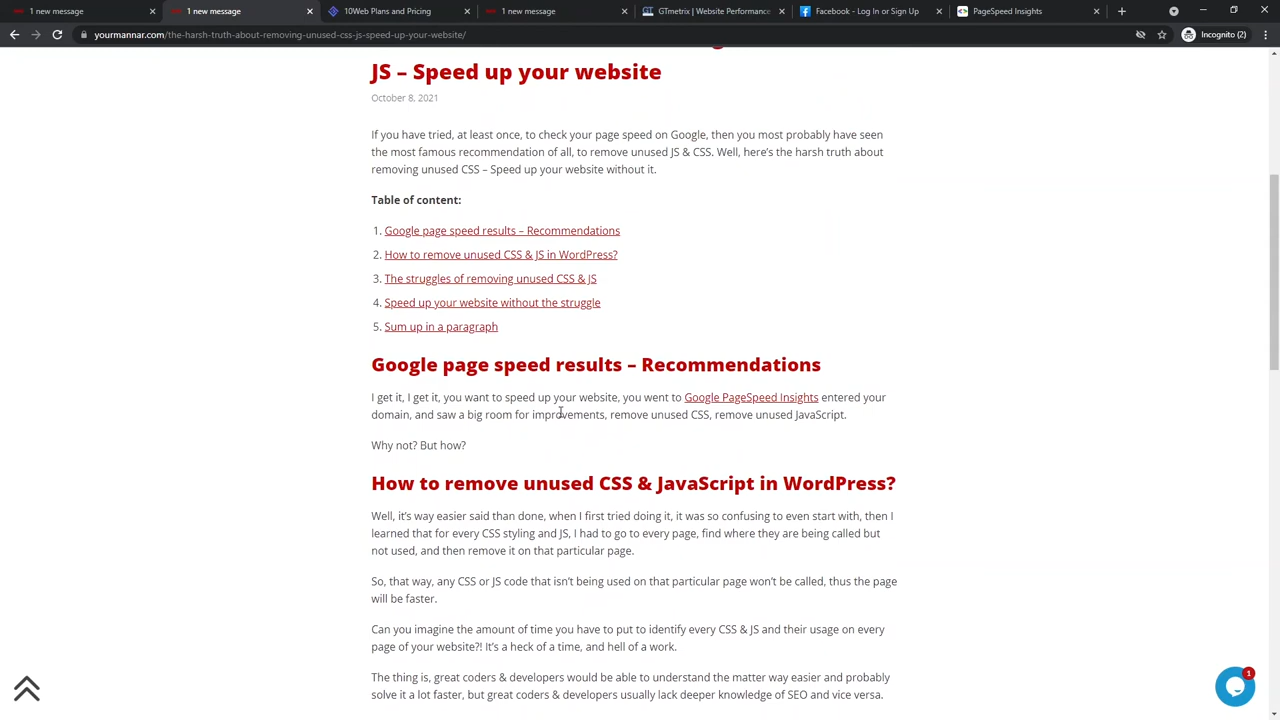 1 new message
1 new message
10Web Plans and Pricing
1 new message
GTmetrix | Website Performance
Facebook - Log In or Sign Up
PageSpeed Insights
yourmannar.com/the-harsh-truth-about-removing-unused-css-js-speed-up-your-website/
Incognito (2)
JS – Speed up your website
October 8, 2021
If you have tried, at least once, to check your page speed on Google, then you most probably have seen
the most famous recommendation of all, to remove unused JS & CSS. Well, here's the harsh truth about
removing unused CSS – Speed up your website without it.
Table of content:
1. Google page speed results – Recommendations
2. How to remove unused CSS & JS in WordPress?
3. The struggles of removing unused CSS & JS
4. Speed up your website without the struggle
5. Sum up in a paragraph
Google page speed results – Recommendations
I get it, I get it, you want to speed up your website, you went to Google PageSpeed Insights entered your
domain, and saw a big room for improvements, remove unused CSS, remove unused JavaScript.
Why not? But how?
How to remove unused CSS & JavaScript in WordPress?
Well, it's way easier said than done, when I first tried doing it, it was so confusing to even start with, then I
learned that for every CSS styling and JS, I had to go to every page, find where they are being called but
not used, and then remove it on that particular page.
So, that way, any CSS or JS code that isn't being used on that particular page won't be called, thus the page
will be faster.
Can you imagine the amount of time you have to put to identify every CSS & JS and their usage on every
page of your website?! It's a heck of a time, and hell of a work.
The thing is, great coders & developers would be able to understand the matter way easier and probably
solve it a lot faster, but great coders & developers usually lack deeper knowledge of SEO and vice versa.
1